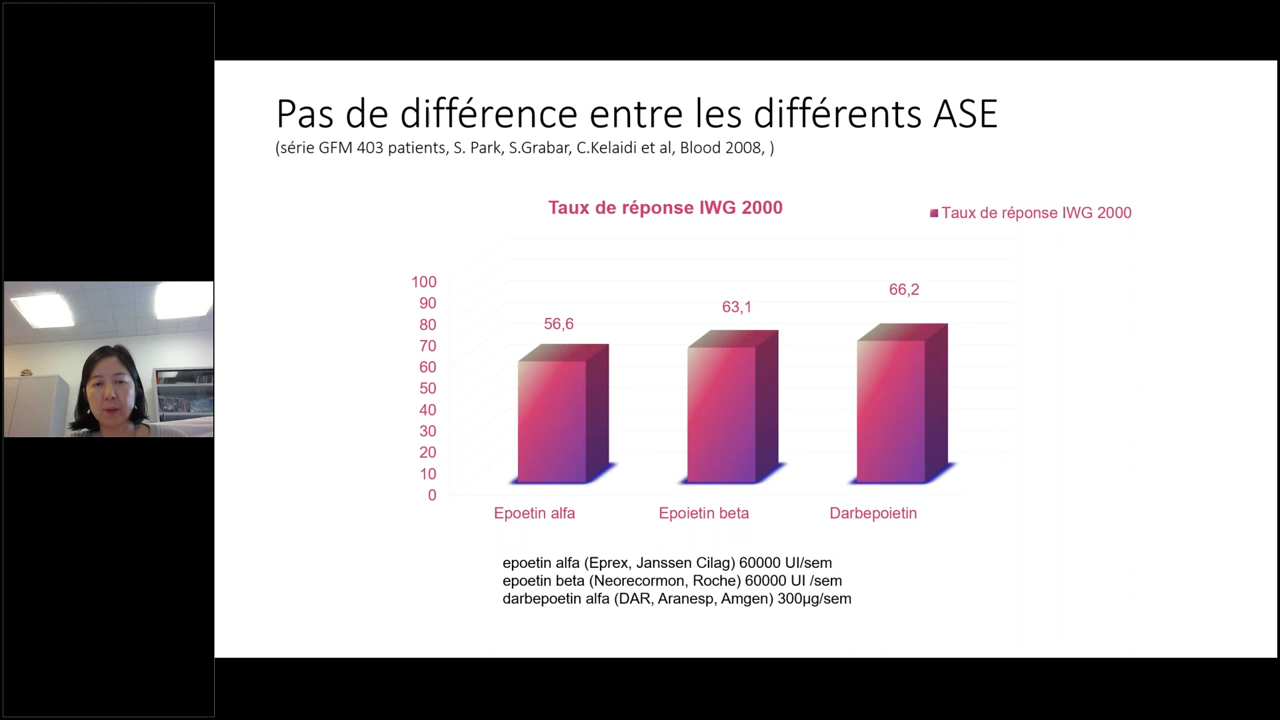 Pas de différence entre les différents ASE
(série GFM 403 patients, S. Park, S.Grabar, C.Kelaidi et al, Blood 2008, )
Taux de réponse IWG 2000
Taux de réponse IWG 2000
100
90
80
70
60
50
40
30
20
10
0
56,6
63,1
66,2
Epoetin alfa
Epoietin beta
Darbepoietin
epoetin alfa (Eprex, Janssen Cilag) 60000 UI/sem
epoetin beta (Neorecormon, Roche) 60000 UI /sem
darbepoetin alfa (DAR, Aranesp, Amgen) 300µg/sem